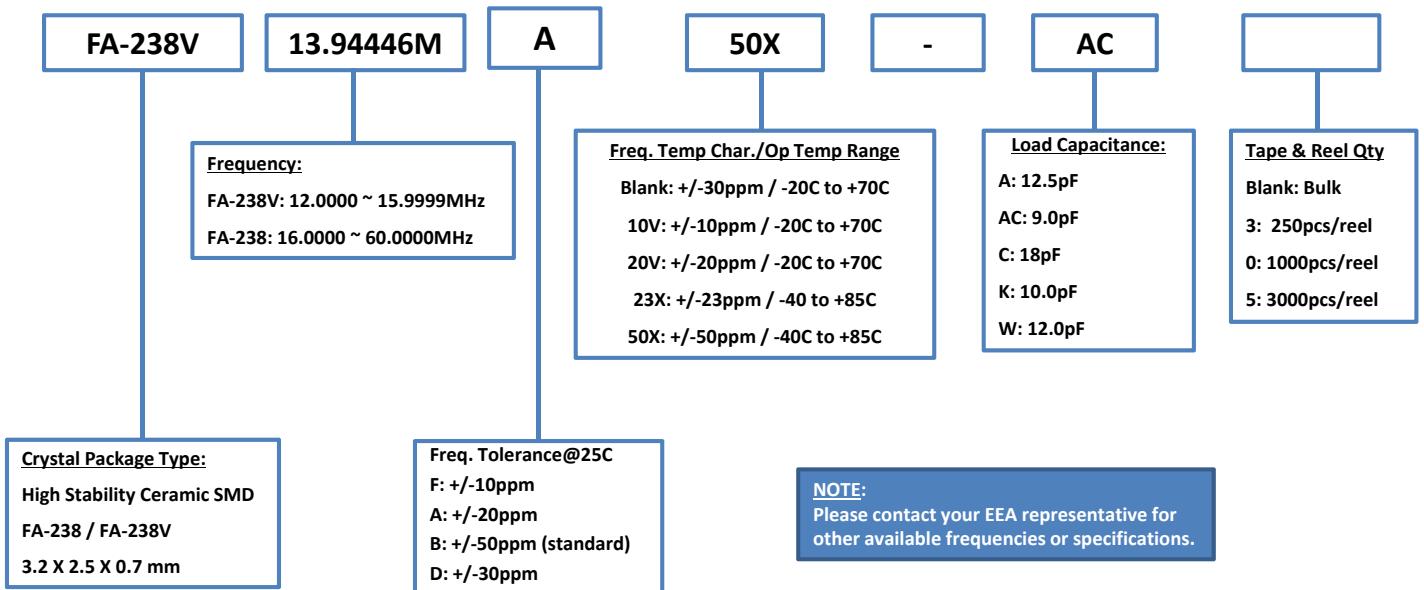 FA-238V 13.94446M A 50X - AC
Frequency:
FA-238V: 12.0000 ~ 15.9999MHz
FA-238: 16.0000 ~ 60.0000MHz
Freq. Temp Char./Op Temp Range
Blank: +/-30ppm / -20C to +70C
10V: +/-10ppm / -20C to +70C
20V: +/-20ppm / -20C to +70C
23X: +/-23ppm / -40 to +85C
50X: +/-50ppm / -40C to +85C
Load Capacitance:
A: 12.5pF
AC: 9.0pF
C: 18pF
K: 10.0pF
W: 12.0pF
Tape & Reel Qty
Blank: Bulk
3: 250pcs/reel
0: 1000pcs/reel
5: 3000pcs/reel
Crystal Package Type:
High Stability Ceramic SMD
FA-238 / FA-238V
3.2 X 2.5 X 0.7 mm
Freq. Tolerance@25C
F: +/-10ppm
A: +/-20ppm
B: +/-50ppm (standard)
D: +/-30ppm
NOTE:
Please contact your EEA representative for
other available frequencies or specifications.